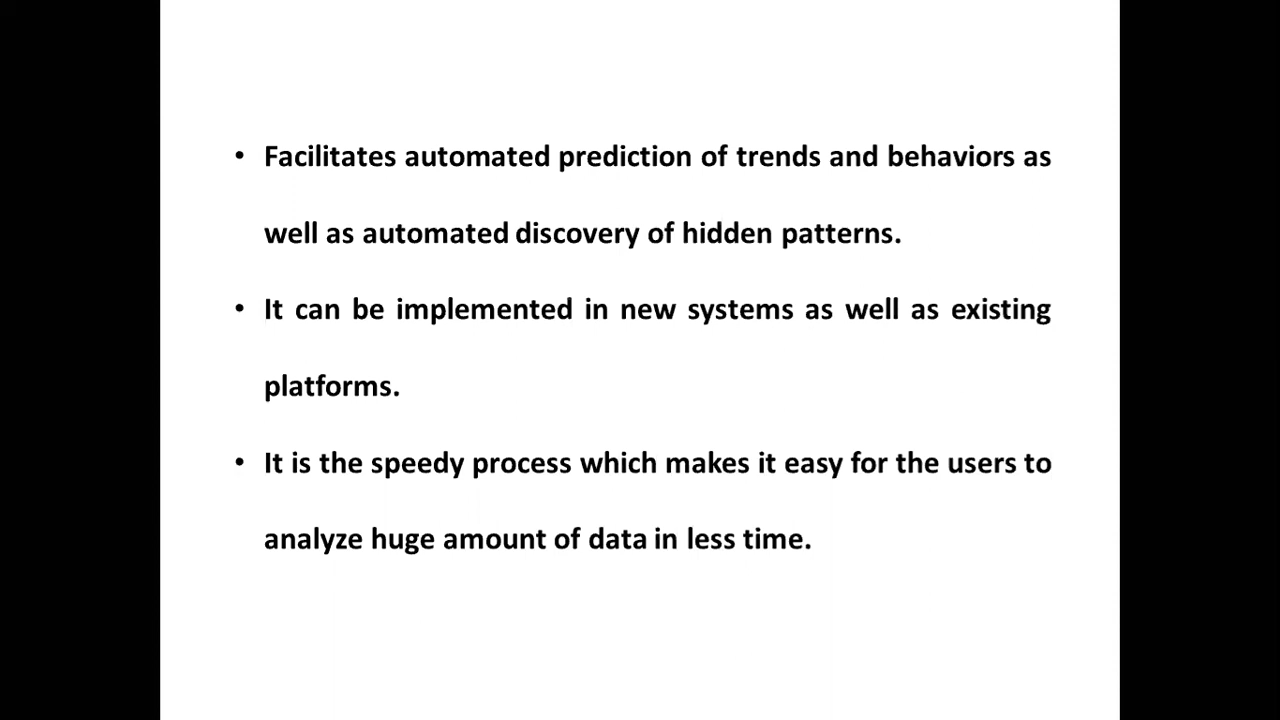 • Facilitates automated prediction of trends and behaviors as
well as automated discovery of hidden patterns.
• It can be implemented in new systems as well as existing
platforms.
• It is the speedy process which makes it easy for the users to
analyze huge amount of data in less time.